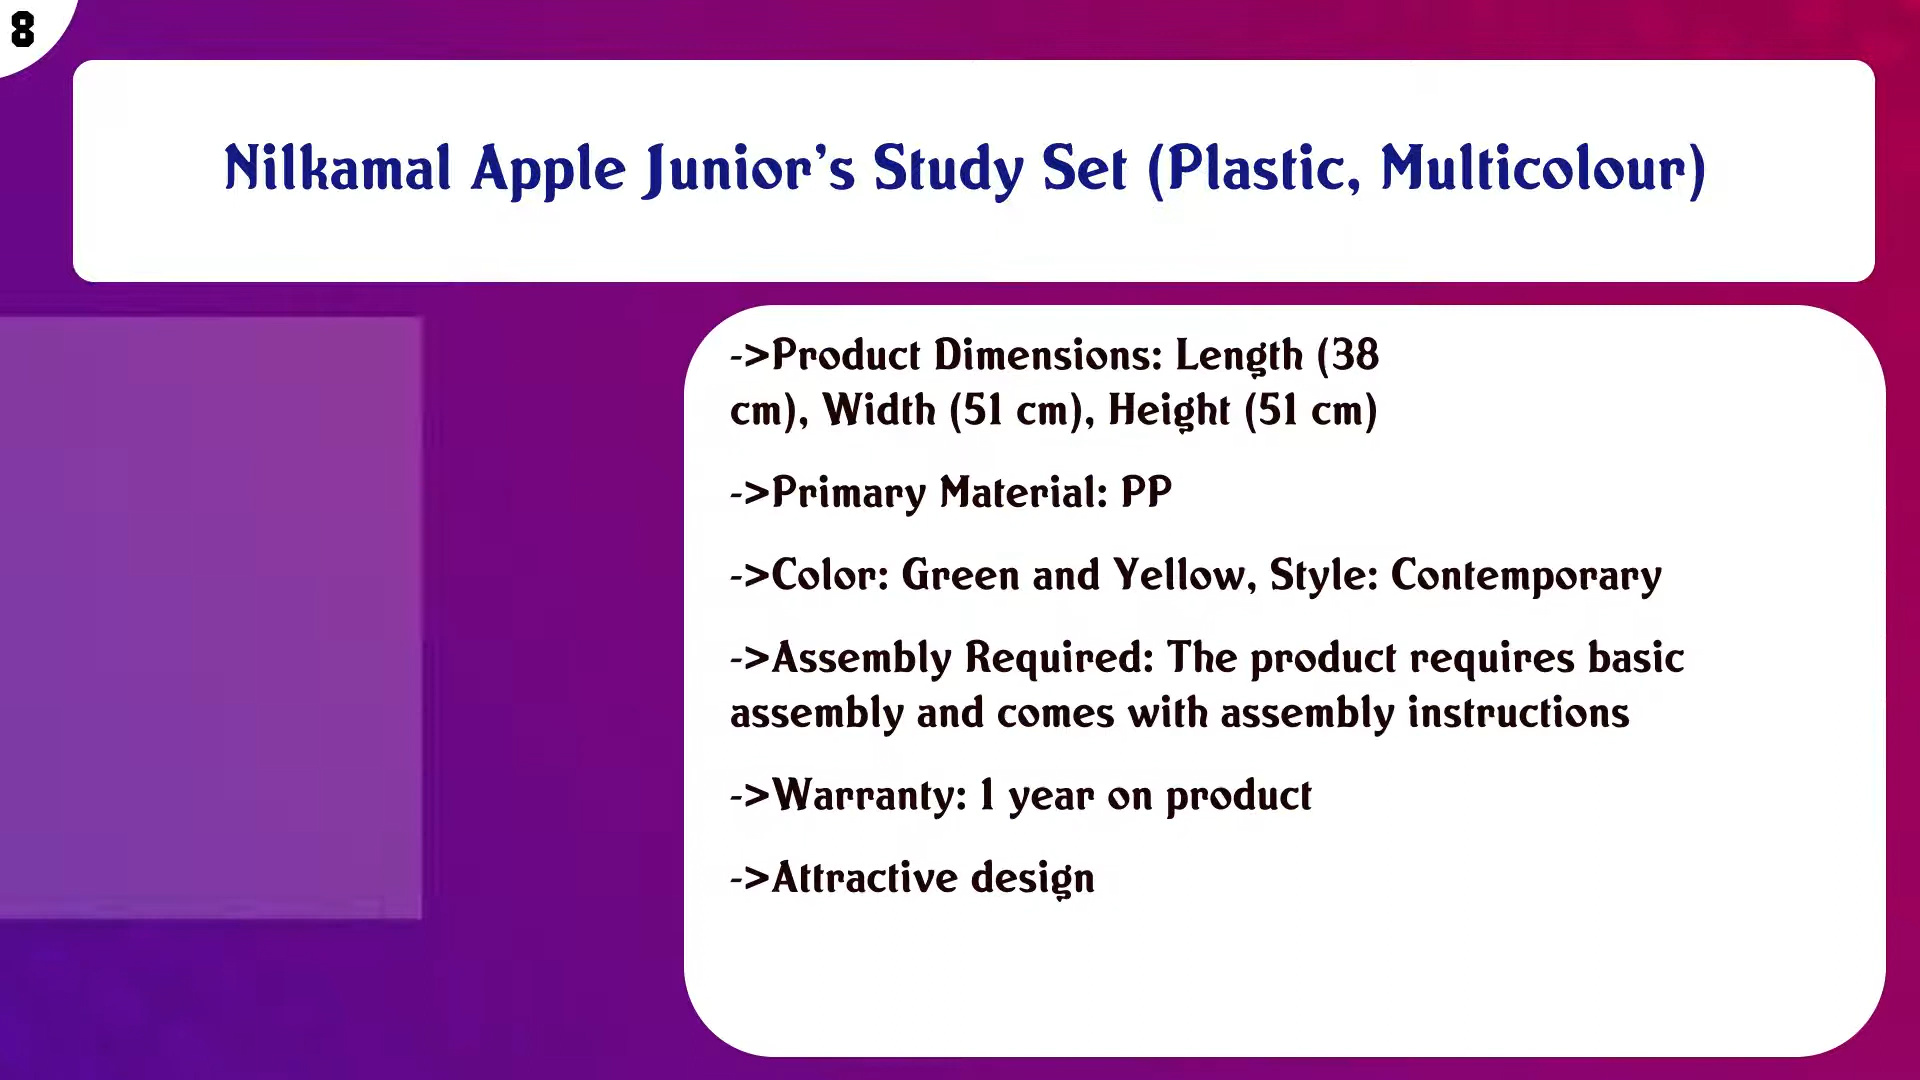 8
Nilkamal Apple Junior's Study Set (Plastic, Multicolour)
->Product Dimensions: Length (38
cm), Width (51 cm), Height (51 cm)
->Primary Material: PP
->Color: Green and Yellow, Style: Contemporary
->Assembly Required: The product requires basic
assembly and comes with assembly instructions
->Warranty: 1 year on product
->Attractive design